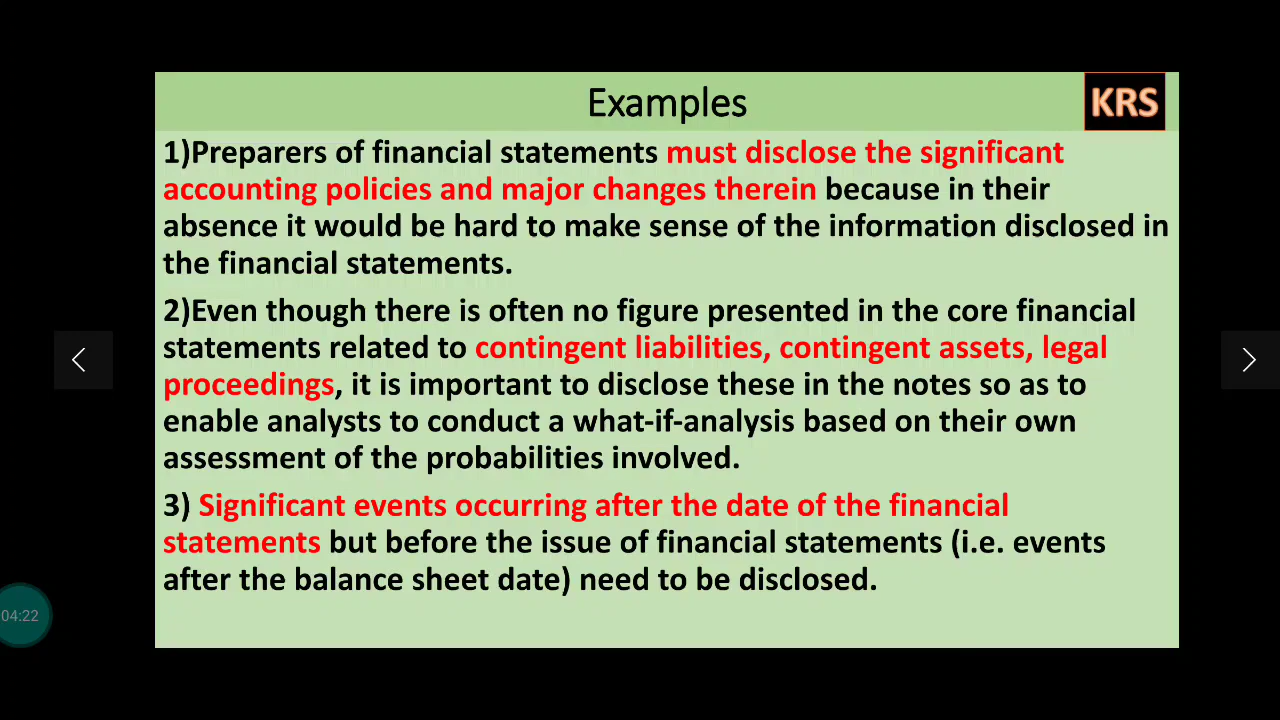 Examples
KRS
1)Preparers of financial statements must disclose the significant
accounting policies and major changes therein because in their
absence it would be hard to make sense of the information disclosed in
the financial statements.
2)Even though there is often no figure presented in the core financial
statements related to contingent liabilities, contingent assets, legal
proceedings, it is important to disclose these in the notes so as to
enable analysts to conduct a what-if-analysis based on their own
assessment of the probabilities involved.
3) Significant events occurring after the date of the financial
statements but before the issue of financial statements (i.e. events
after the balance sheet date) need to be disclosed.
04:22